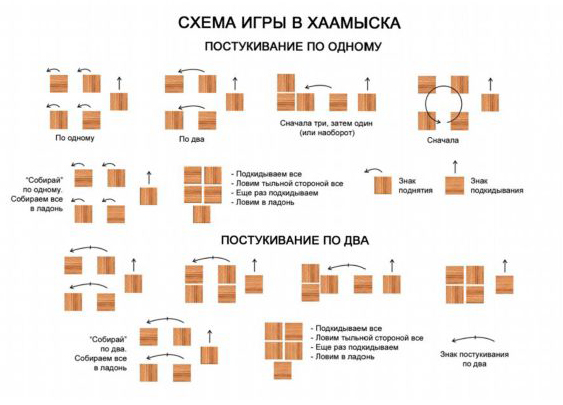 СХЕМА ИГРЫ В ХААМЫСКА
ПОСТУКИВАНИЕ ПО ОДНОМУ
По одному
По два
Сначала три, затем один
(или наоборот)
Сначала
"Собирай"
по одному.
Собираем все
в ладонь
- Подкидываем все
- Ловим тыльной стороной все
- Еще раз подкидываем
- Ловим в ладонь
Знак
поднятия
Знак
подкидывания
ПОСТУКИВАНИЕ ПО ДВА
"Собирай"
по два.
Собираем все
в ладонь
- Подкидываем все
- Ловим тыльной стороной все
- Еще раз подкидываем
- Ловим в ладонь
Знак постукивания
по два